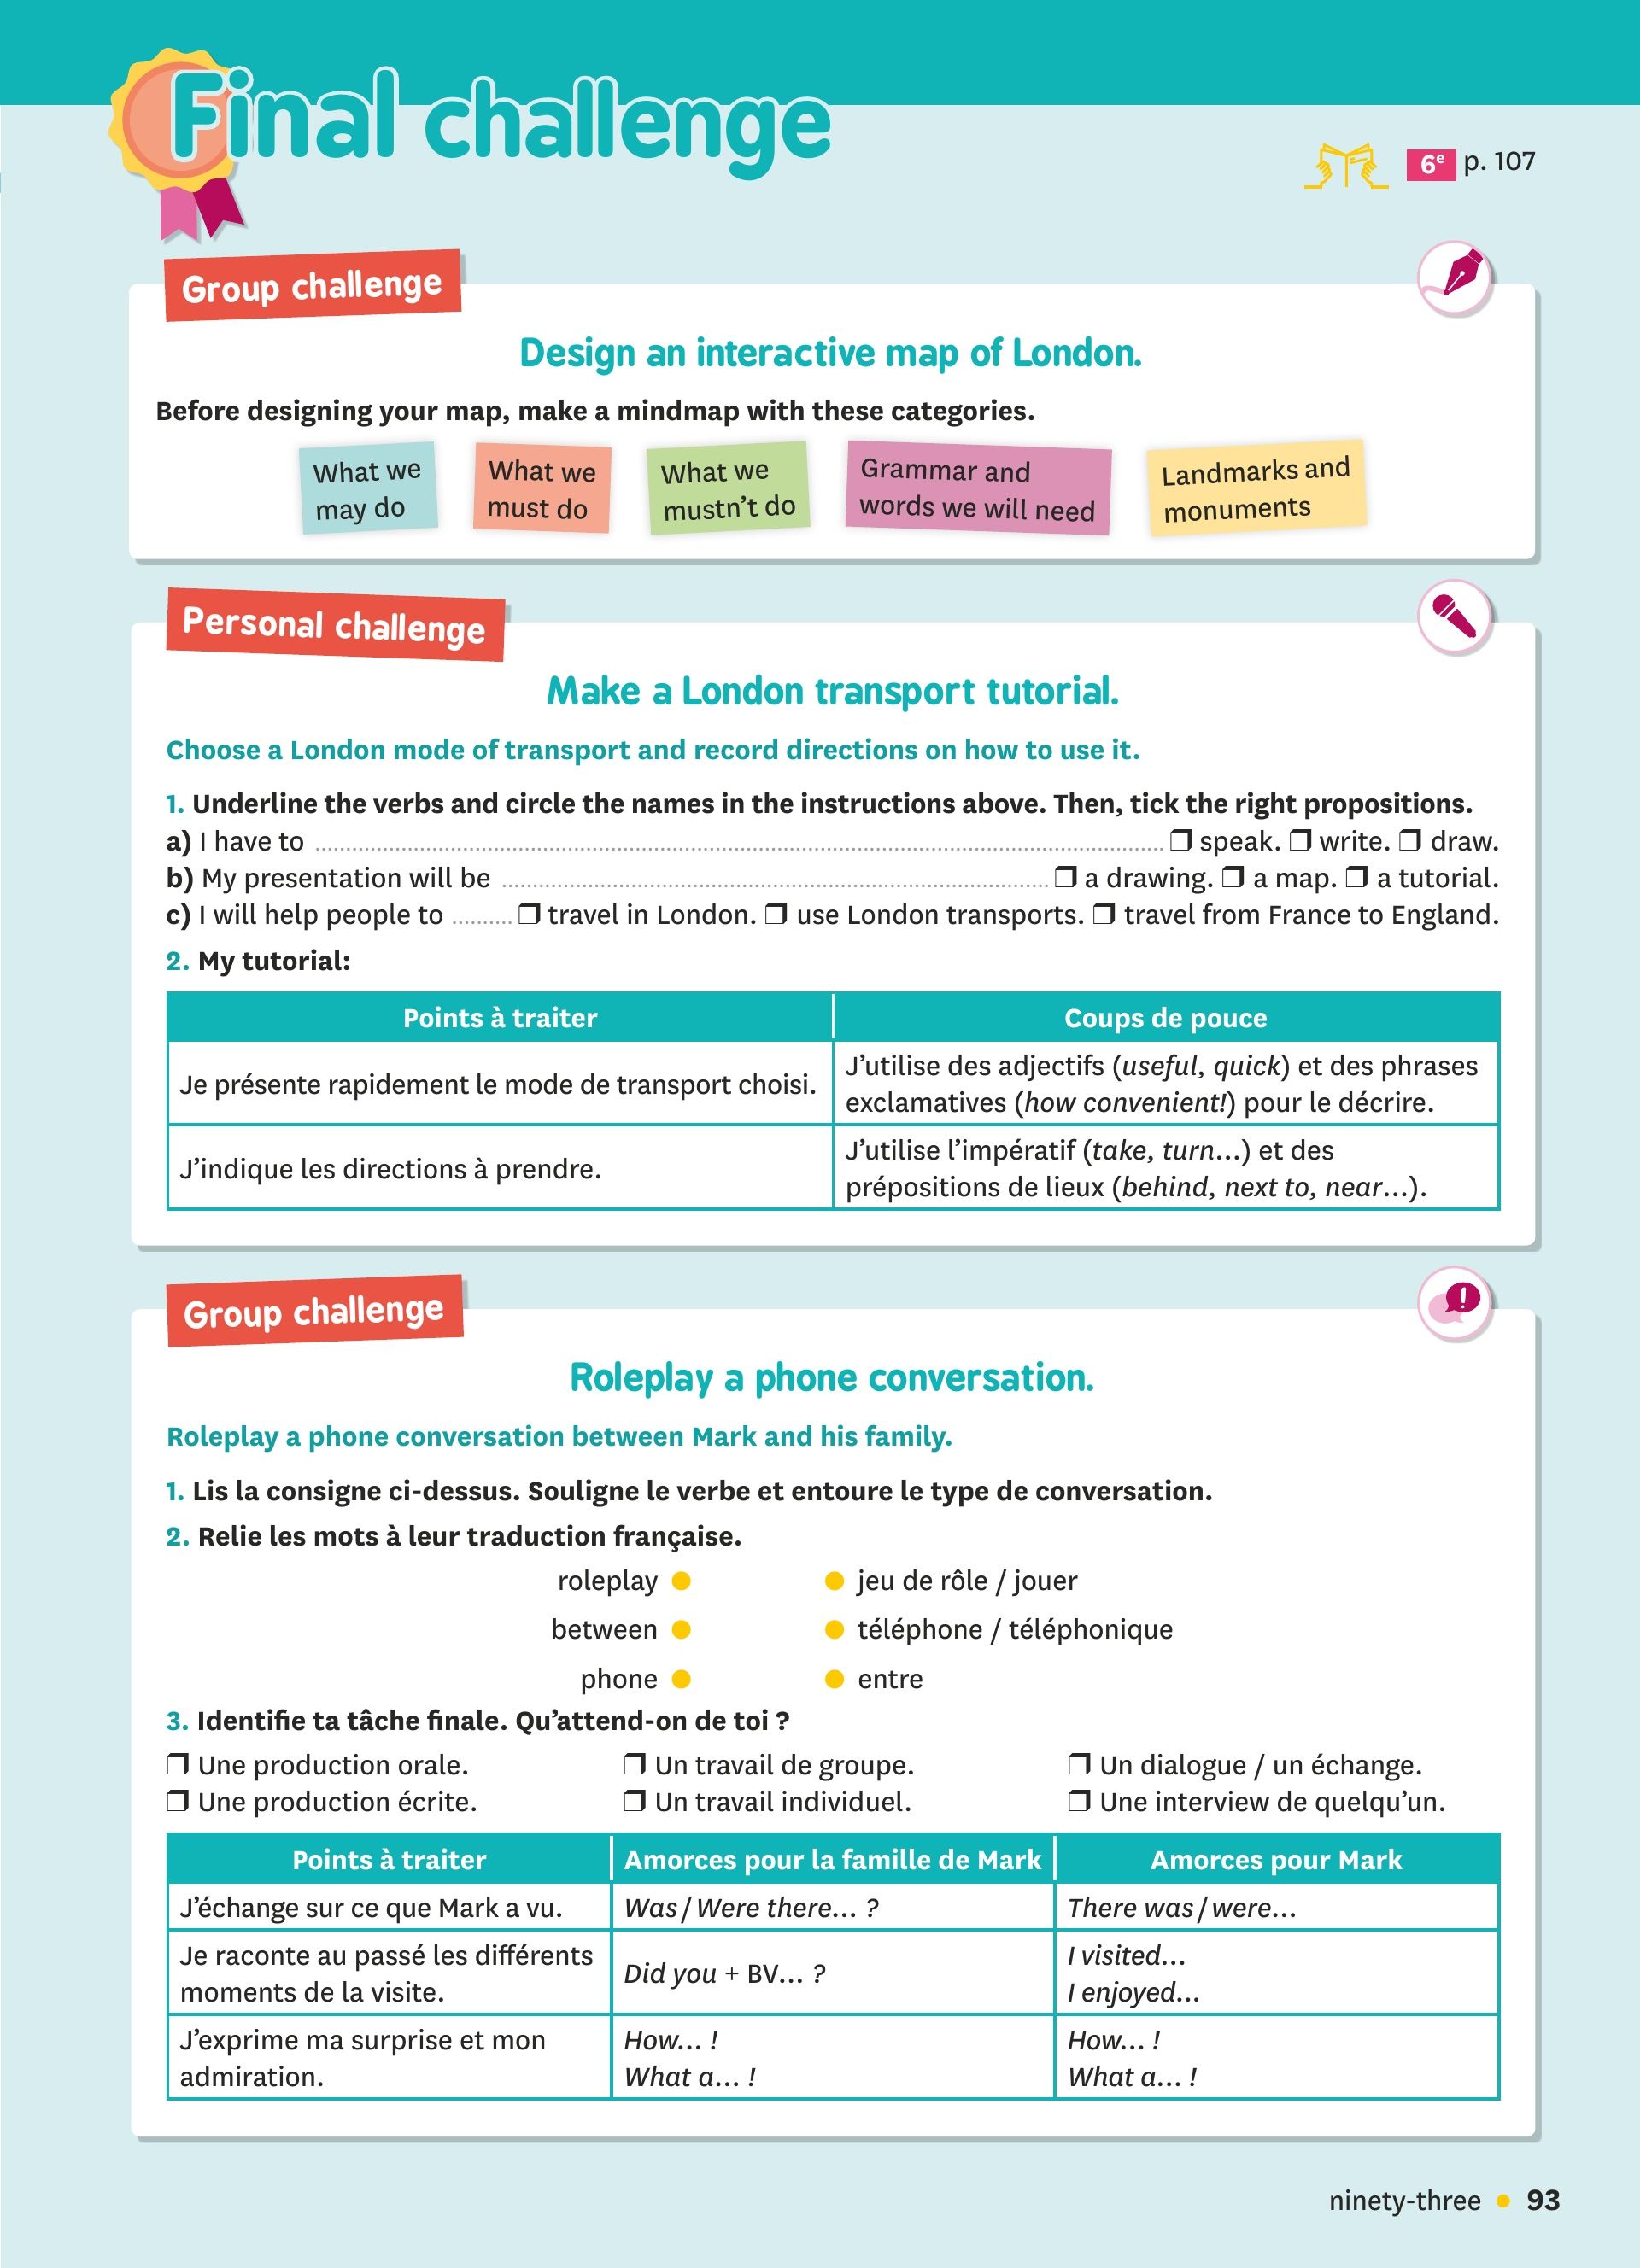 Final challenge
6e p. 107
Group challenge
Design an interactive map of London.
Before designing your map, make a mindmap with these categories.
What we
may do
What we
must do
What we
mustn't do
Grammar and
words we will need
Landmarks and
monuments
Personal challenge
Make a London transport tutorial.
Choose a London mode of transport and record directions on how to use it.
1. Underline the verbs and circle the names in the instructions above. Then, tick the right propositions.
a) I have to ........ ❒ speak. ❒ write. ❒ draw.
b) My presentation will be ........ ❒ a drawing. ❒ a map. ❒ a tutorial.
c) I will help people to .......... ❒ travel in London. ❒ use London transports. ❒ travel from France to England.
2. My tutorial:
Points à traiter
Coups de pouce
Je présente rapidement le mode de transport choisi.
J'utilise des adjectifs (useful, quick) et des phrases
exclamatives (how convenient!) pour le décrire.
J'indique les directions à prendre.
J'utilise l'impératif (take, turn…) et des
prépositions de lieux (behind, next to, near…).
Group challenge
Roleplay a phone conversation.
Roleplay a phone conversation between Mark and his family.
1. Lis la consigne ci-dessus. Souligne le verbe et entoure le type de conversation.
2. Relie les mots à leur traduction française.
roleplay ● ● jeu de rôle / jouer
between ● ● téléphone / téléphonique
phone ● ● entre
3. Identifie ta tâche finale. Qu'attend-on de toi ?
❒ Une production orale. ❒ Un travail de groupe. ❒ Un dialogue / un échange.
❒ Une production écrite. ❒ Un travail individuel. ❒ Une interview de quelqu'un.
Points à traiter
Amorces pour la famille de Mark
Amorces pour Mark
J'échange sur ce que Mark a vu.
Was / Were there… ?
There was / were…
Je raconte au passé les différents
moments de la visite.
Did you + BV… ?
I visited…
I enjoyed…
J'exprime ma surprise et mon
admiration.
How… !
What a… !
How… !
What a… !
ninety-three ● 93